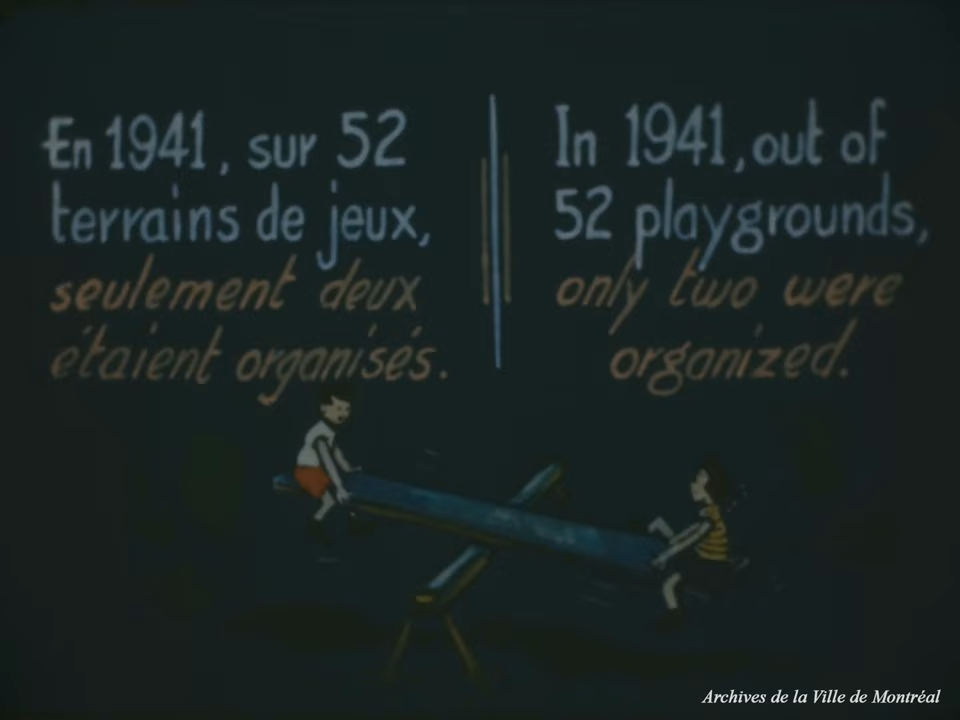 En 1941, sur 52
terrains de jeux,
seulement deux
étaient organisés.
In 1941, out of
52 playgrounds,
only two were
organized.
Archives de la Ville de Montréal